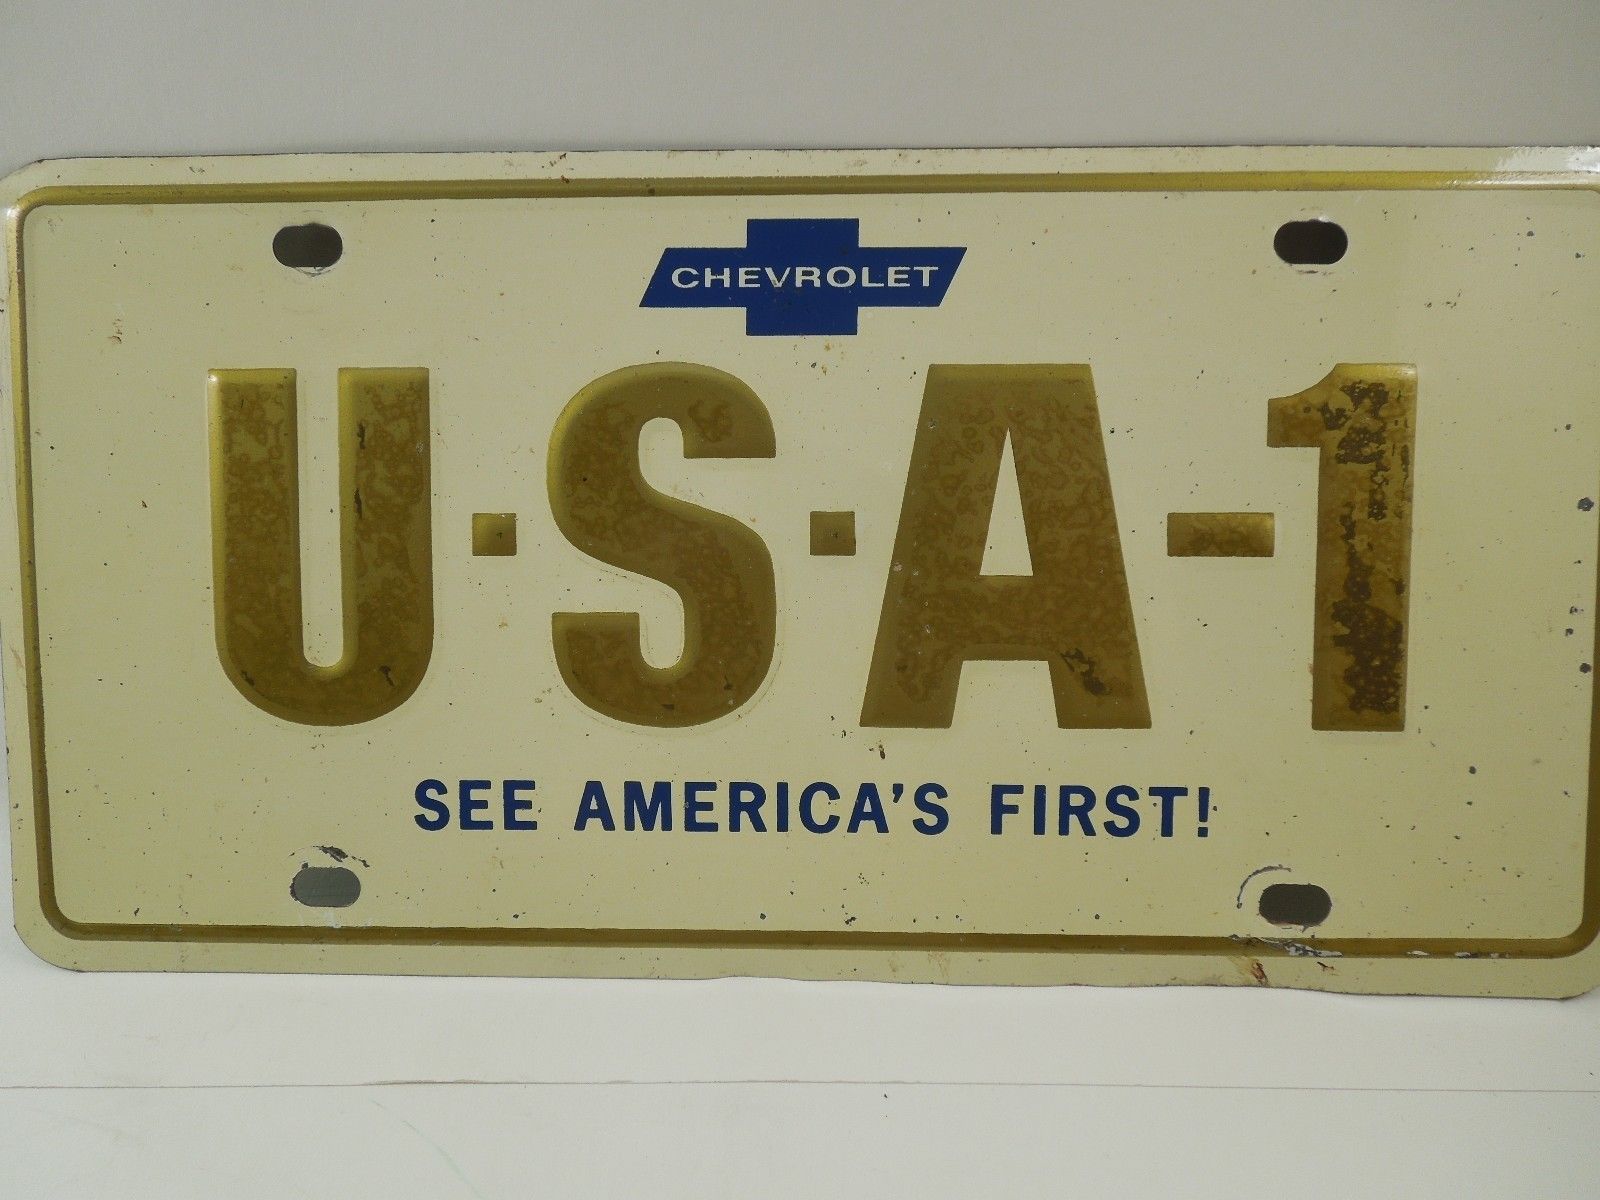 CHEVROLET
U·S·A-1
SEE AMERICA'S FIRST!